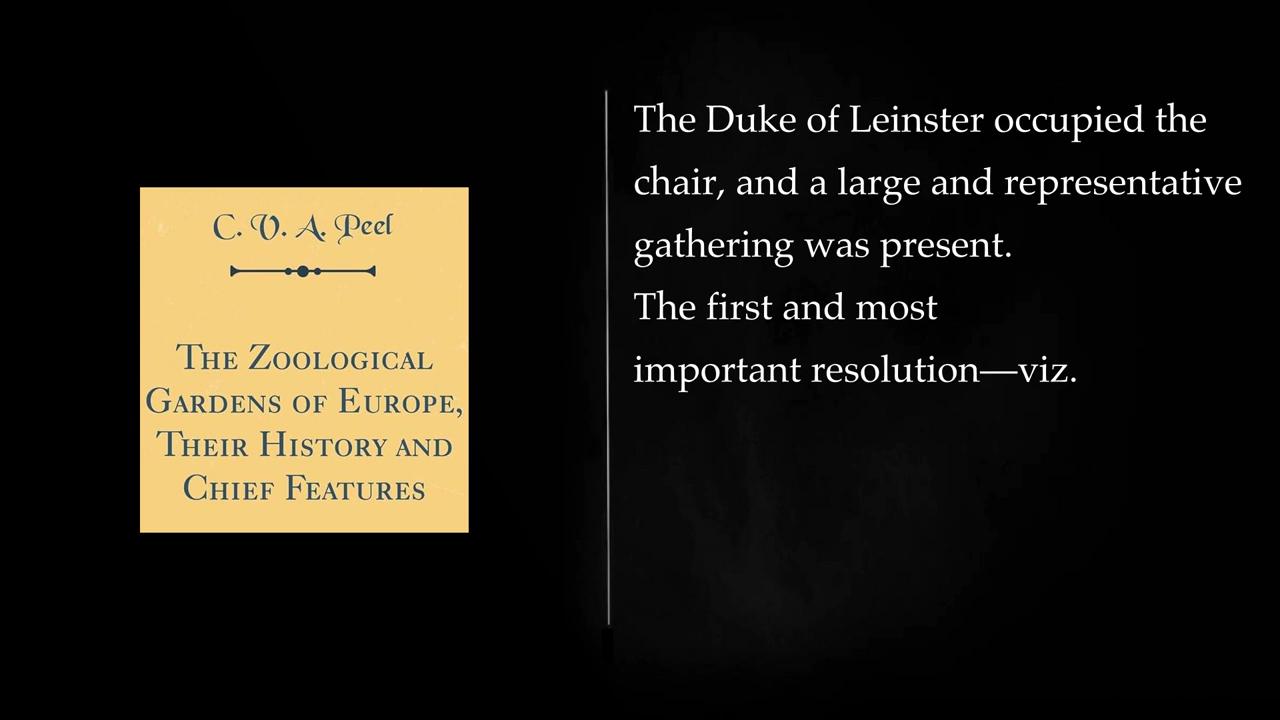 C. V. A. Peel
The Zoological
Gardens of Europe,
Their History and
Chief Features
The Duke of Leinster occupied the
chair, and a large and representative
gathering was present.
The first and most
important resolution—viz.